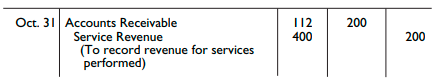 Oct. 31 Accounts Receivable 112 200
Service Revenue 400 200
(To record revenue for services
performed)